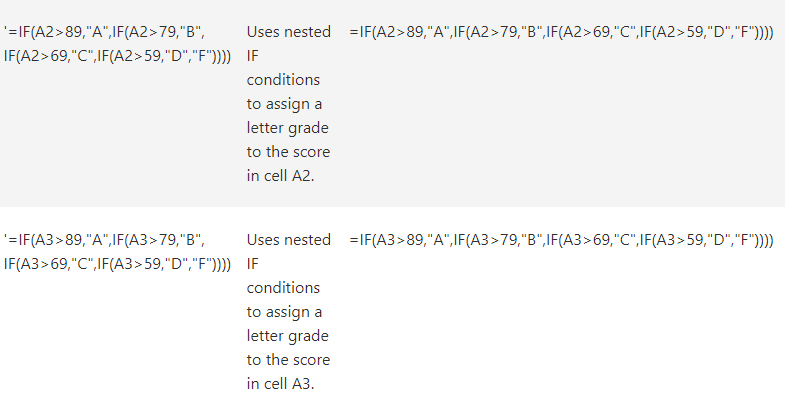 '=IF(A2>89,"A",IF(A2>79,"B",
IF(A2>69,"C",IF(A2>59,"D","F"))))
Uses nested
IF
conditions
to assign a
letter grade
to the score
in cell A2.
=IF(A2>89,"A",IF(A2>79,"B",IF(A2>69,"C",IF(A2>59,"D","F"))))
'=IF(A3>89,"A",IF(A3>79,"B",
IF(A3>69,"C",IF(A3>59,"D","F"))))
Uses nested
IF
conditions
to assign a
letter grade
to the score
in cell A3.
=IF(A3>89,"A",IF(A3>79,"B",IF(A3>69,"C",IF(A3>59,"D","F"))))